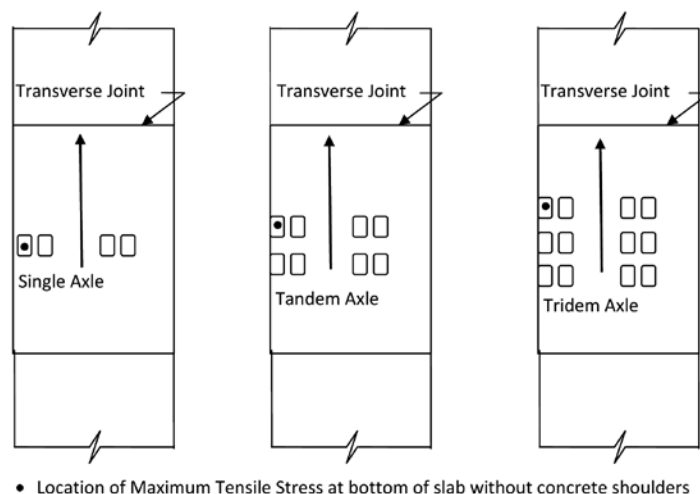 Transverse Joint
Transverse Joint
Transverse Joint
Single Axle
Tandem Axle
Tridem Axle
• Location of Maximum Tensile Stress at bottom of slab without concrete shoulders